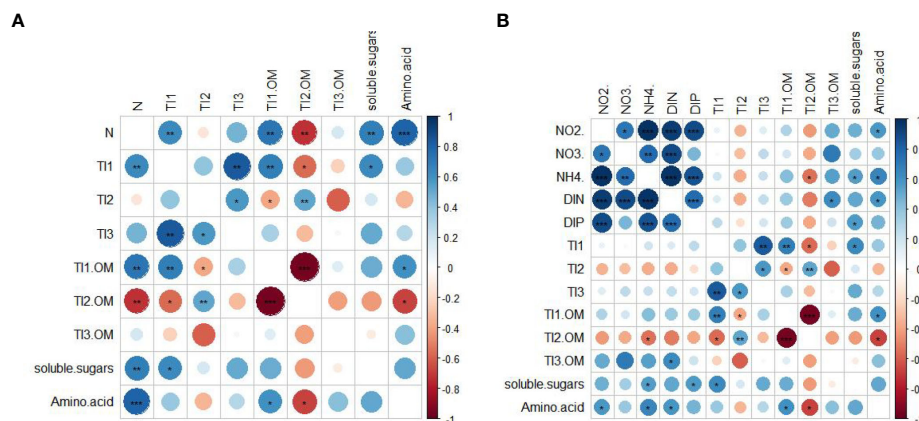 A
B
N
TI1
TI2
TI3
TI1.OM
TI2.OM
TI3.OM
soluble.sugars
Amino.acid
N ** ** ** ** ***
TI1 ** ** ** * *
TI2 * * **
TI3 ** *
TI1.OM ** ** * *** *
TI2.OM ** * ** *** *
TI3.OM
soluble.sugars ** *
Amino.acid *** * *
1
0.8
0.6
0.4
0.2
0
-0.2
-0.4
-0.6
-0.8
-1
NO2.
NO3.
NH4.
DIN
DIP
TI1
TI2
TI3
TI1.OM
TI2.OM
TI3.OM
soluble.sugars
Amino.acid
NO2. * *** *** *** *
NO3. * ** ***
NH4. *** ** *** *** * * *
DIN *** *** *** *** * *
DIP *** *** *** *
TI1 ** ** * *
TI2 * * **
TI3 ** *
TI1.OM ** * *** *
TI2.OM * * ** *** *
TI3.OM *
soluble.sugars * * *
Amino.acid * * * * *